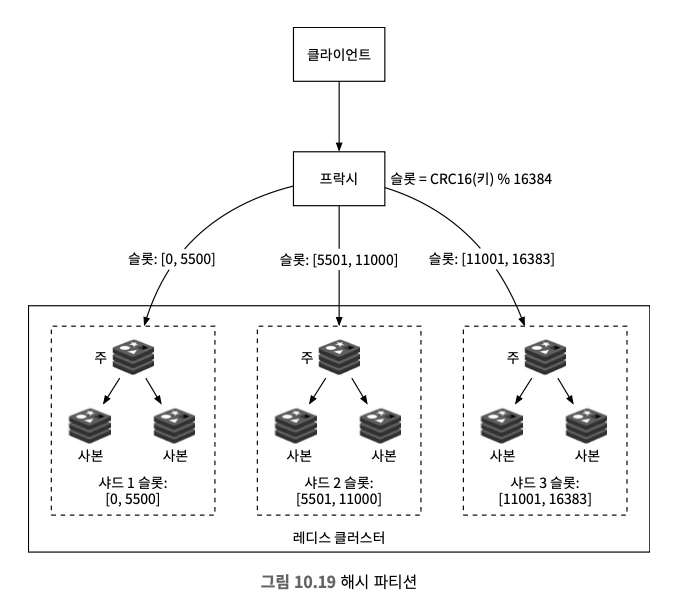 클라이언트
프락시
슬롯 = CRC16(키) % 16384
슬롯: [0, 5500]
슬롯: [5501, 11000]
슬롯: [11001, 16383]
주
주
주
사본
사본
사본
사본
사본
사본
샤드 1 슬롯:
[0, 5500]
샤드 2 슬롯:
[5501, 11000]
샤드 3 슬롯:
[11001, 16383]
레디스 클러스터
그림 10.19 해시 파티션